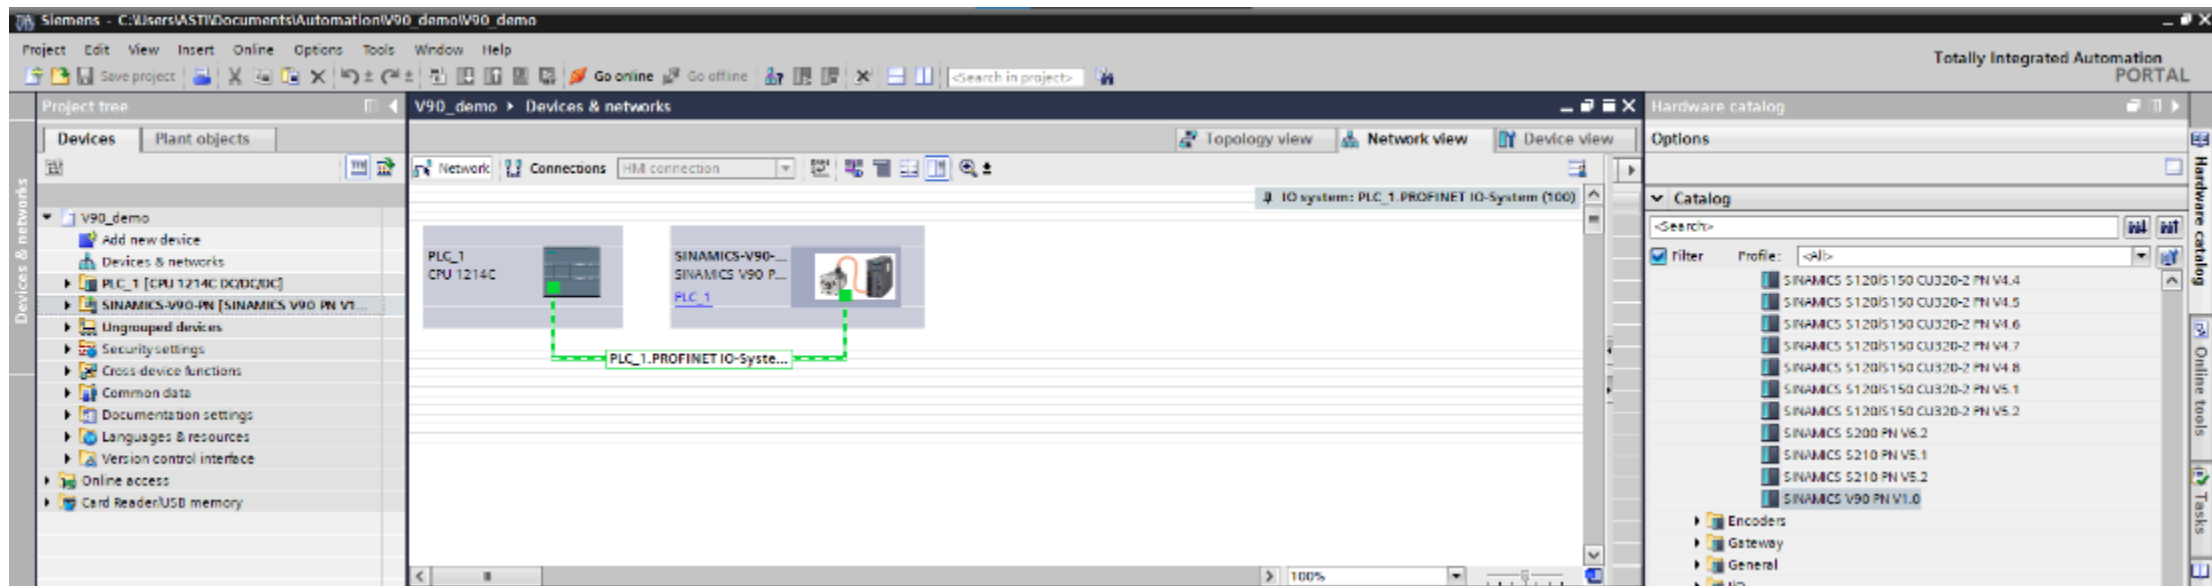 Siemens - C:\Users\ASTI\Documents\Automation\V90_demo\V90_demo
Project Edit View Insert Online Options Tools Window Help
Totally Integrated Automation
PORTAL
Save project Go online Go offline <Search in project>
Project tree
V90_demo ▸ Devices & networks
Hardware catalog
Devices Plant objects
Topology view Network view Device view
Options
Network Connections HMI connection
IO system: PLC_1.PROFINET IO-System (100)
Devices & networks
V90_demo
Add new device
Devices & networks
PLC_1 [CPU 1214C DC/DC/DC]
SINAMICS-V90-PN [SINAMICS V90 PN V1...
Ungrouped devices
Security settings
Cross-device functions
Common data
Documentation settings
Languages & resources
Version control interface
Online access
Card Reader/USB memory
PLC_1
CPU 1214C
SINAMICS-V90-...
SINAMICS V90 P...
PLC_1
PLC_1.PROFINET IO-Syste...
100%
Catalog
<Search>
Filter Profile: <All>
SINAMICS S120/S150 CU320-2 PN V4.4
SINAMICS S120/S150 CU320-2 PN V4.5
SINAMICS S120/S150 CU320-2 PN V4.6
SINAMICS S120/S150 CU320-2 PN V4.7
SINAMICS S120/S150 CU320-2 PN V4.8
SINAMICS S120/S150 CU320-2 PN V5.1
SINAMICS S120/S150 CU320-2 PN V5.2
SINAMICS S200 PN V6.2
SINAMICS S210 PN V5.1
SINAMICS S210 PN V5.2
SINAMICS V90 PN V1.0
Encoders
Gateway
General
Hardware catalog
Online tools
Tasks